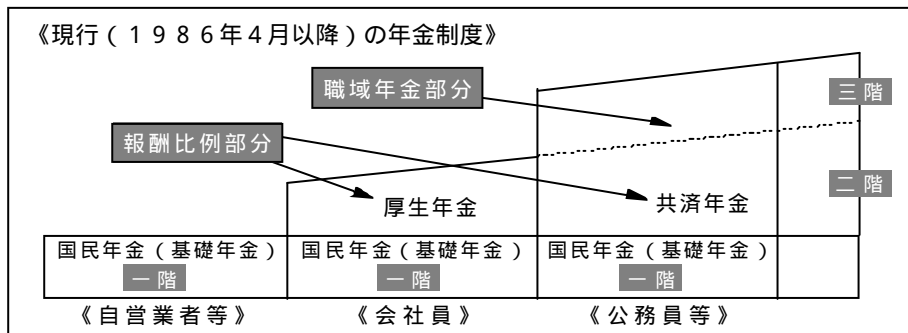 《現行(1986年4月以降)の年金制度》
職域年金部分
三階
報酬比例部分
二階
厚生年金
共済年金
国民年金(基礎年金) 国民年金(基礎年金) 国民年金(基礎年金)
一階 一階 一階
《自営業者等》 《会社員》 《公務員等》